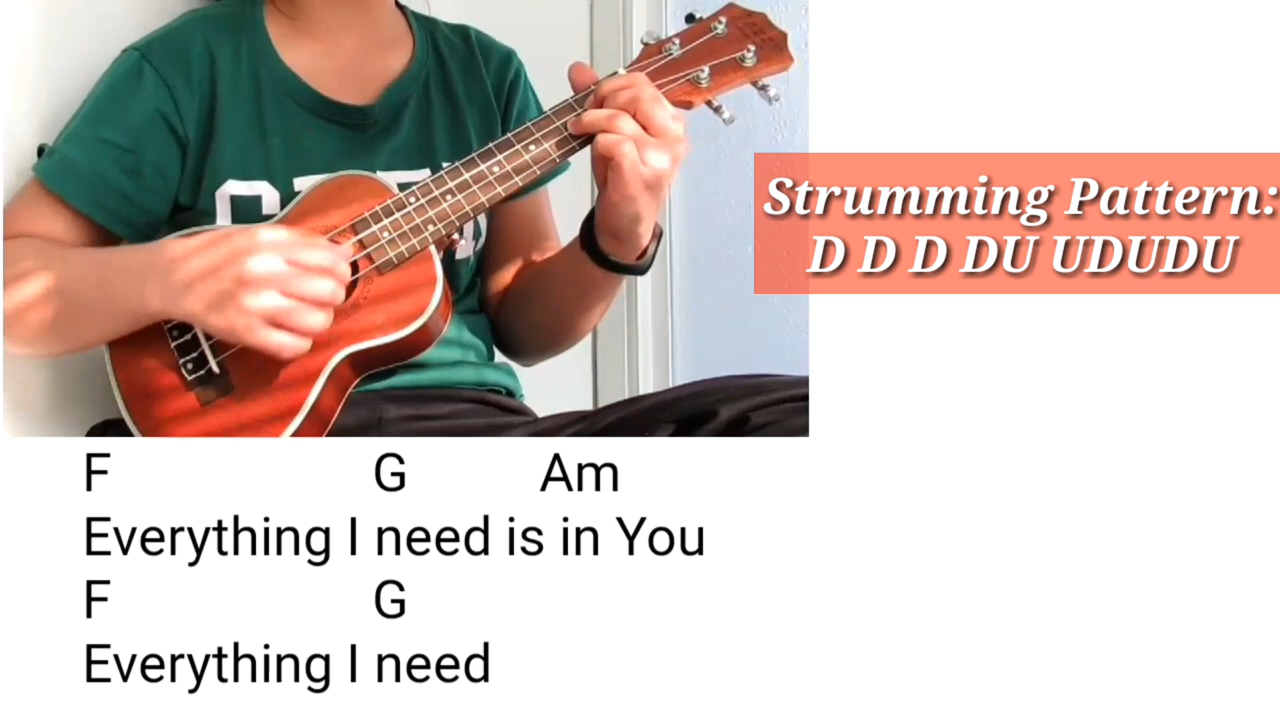 Strumming Pattern:
D D D DU UDUDU
F G Am
Everything I need is in You
F G
Everything I need